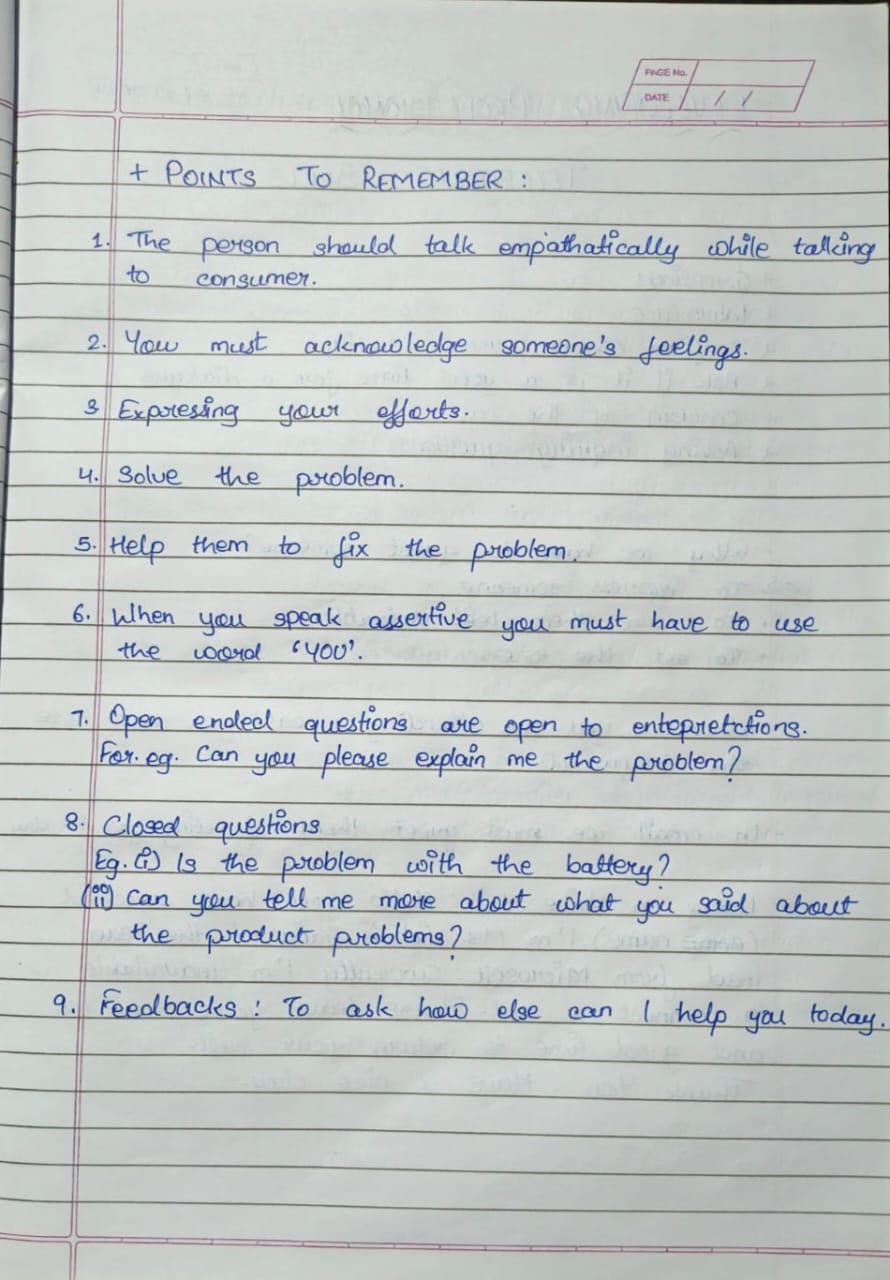 PAGE No.
DATE / /
+ POINTS TO REMEMBER :
1. The person should talk empathatically while talking
to consumer.
2. You must acknowledge someone's feelings.
3 Expressing your efforts.
4. Solve the problem.
5. Help them to fix the problem.
6. When you speak assertive you must have to use
the word 'YOU'.
7. Open ended questions are open to entepretctions.
For. eg. Can you please explain me the problem?
8. Closed questions
Eg. (i) Is the problem with the battery?
(ii) Can you tell me more about what you said about
the product problems?
9. Feedbacks : To ask how else can I help you today.